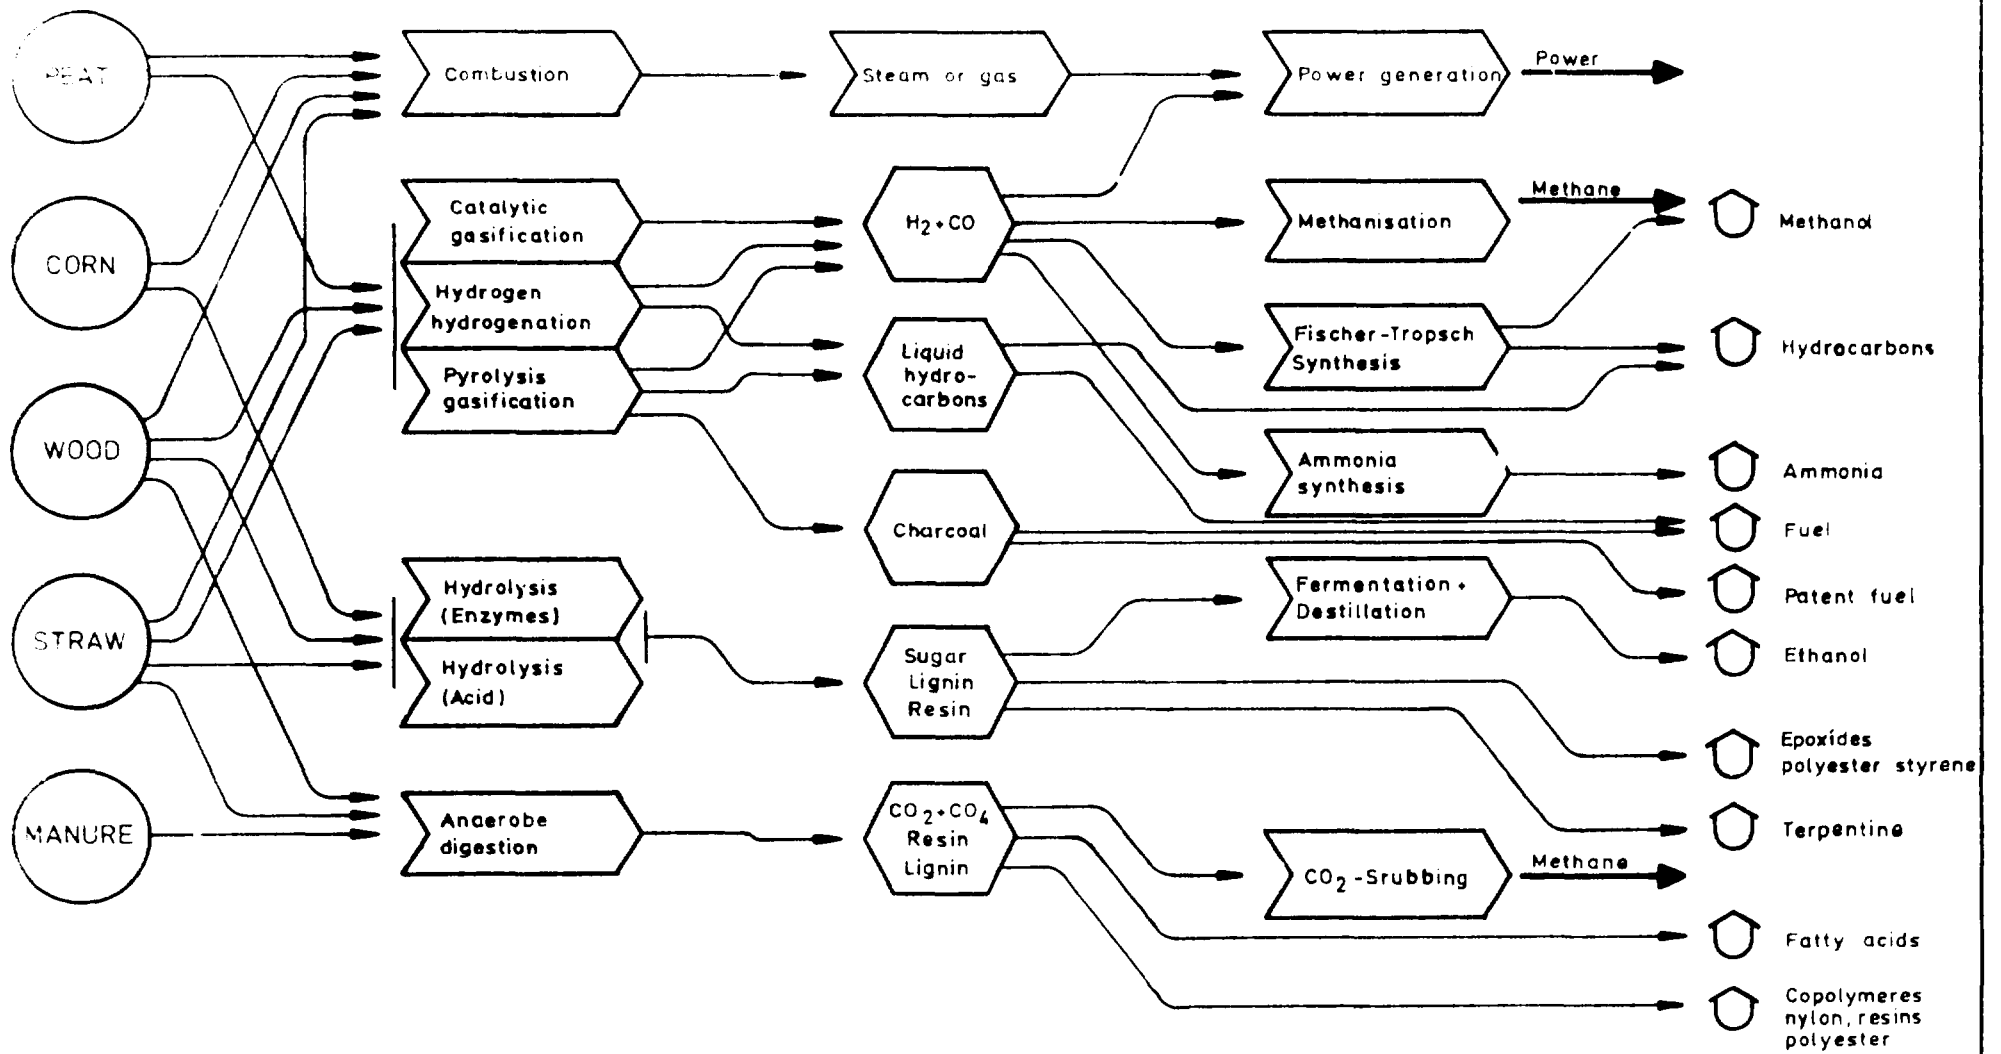 PEAT
CORN
WOOD
STRAW
MANURE
Combustion
Catalytic
gasification
Hydrogen
hydrogenation
Pyrolysis
gasification
Hydrolysis
(Enzymes)
Hydrolysis
(Acid)
Anaerobe
digestion
Steam or gas
H2+CO
Liquid
hydro-
carbons
Charcoal
Sugar
Lignin
Resin
CO2+CO4
Resin
Lignin
Power generation
Methanisation
Fischer-Tropsch
Synthesis
Ammonia
synthesis
Fermentation +
Destillation
CO2-Srubbing
Power
Methane
Methane
Methanol
Hydrocarbons
Ammonia
Fuel
Patent fuel
Ethanol
Epoxides
polyester styrene
Terpentine
Fatty acids
Copolymeres
nylon, resins
polyester